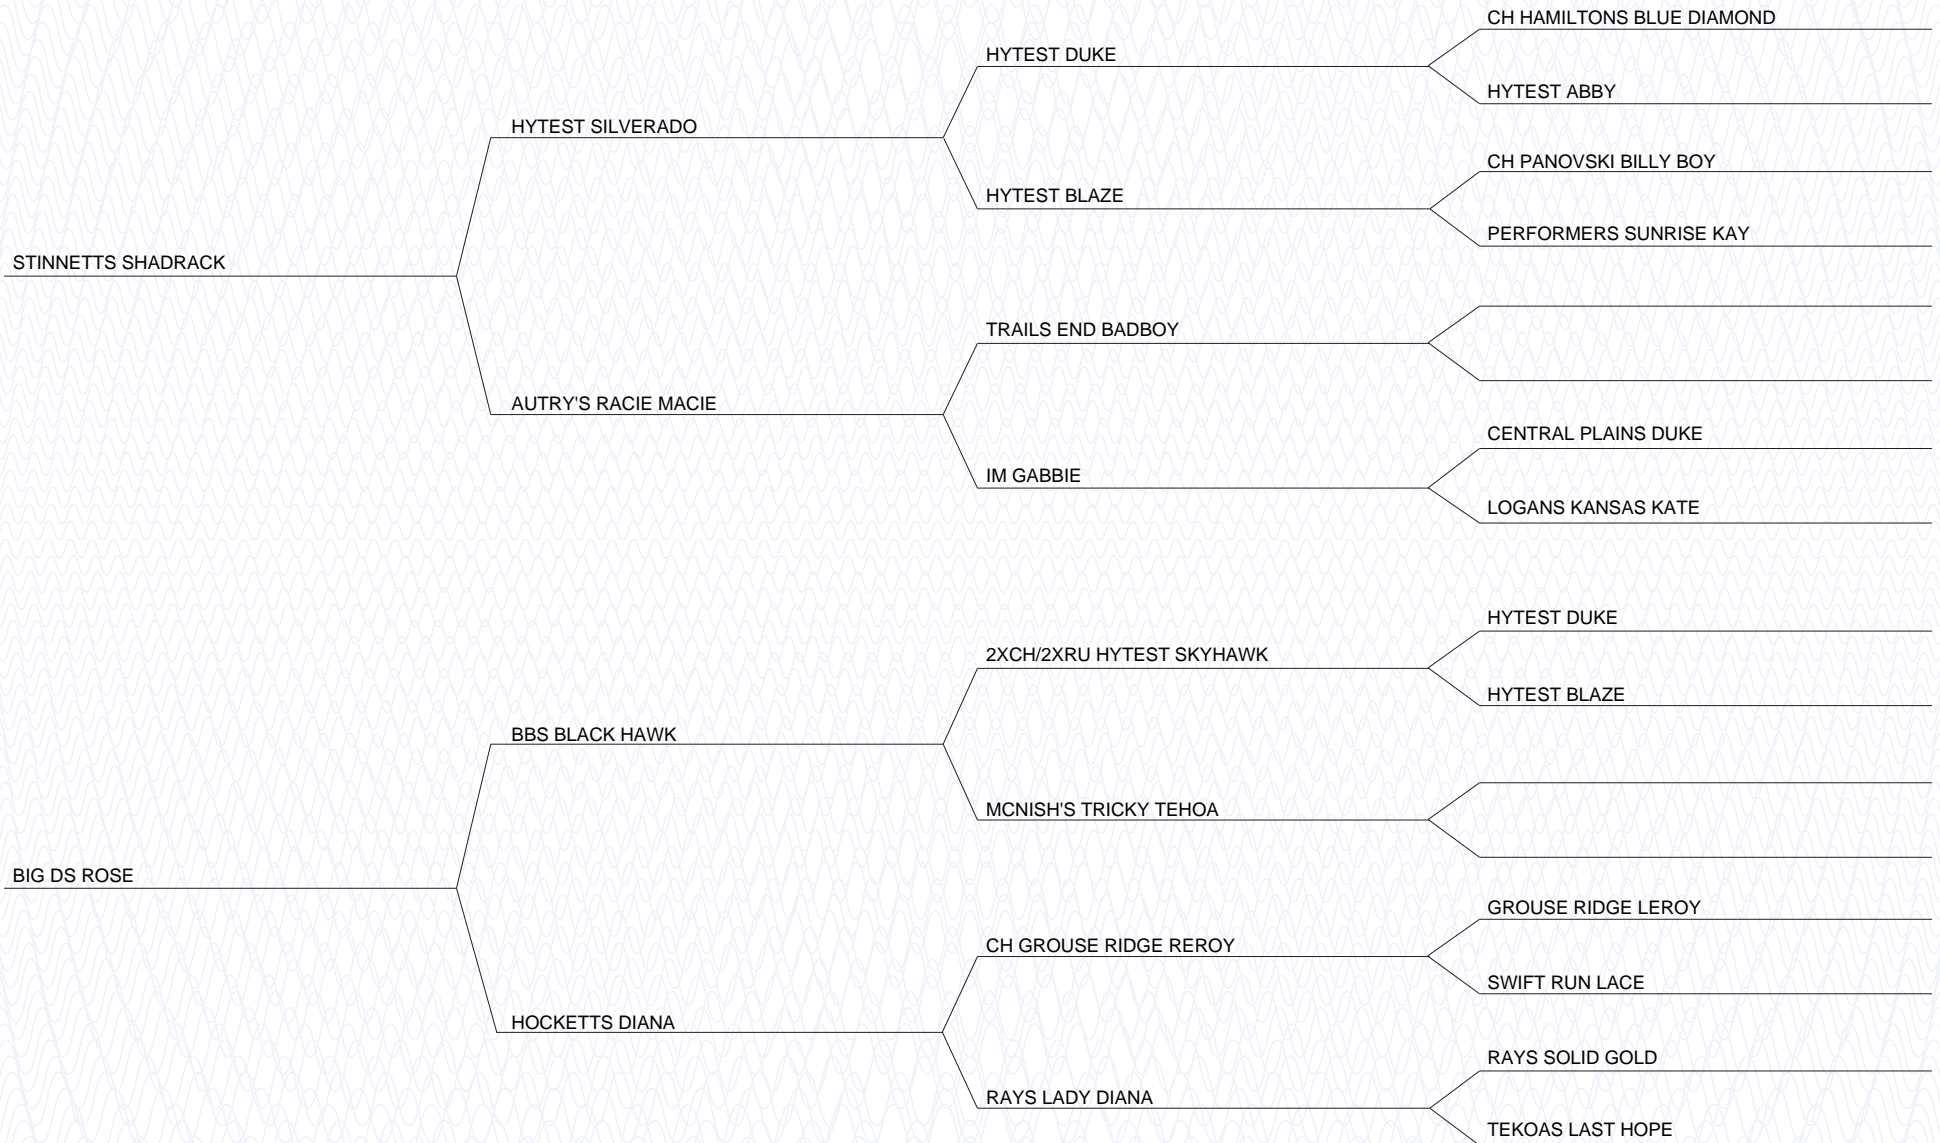 CH HAMILTONS BLUE DIAMOND
HYTEST DUKE
HYTEST ABBY
HYTEST SILVERADO
CH PANOVSKI BILLY BOY
HYTEST BLAZE
PERFORMERS SUNRISE KAY
STINNETTS SHADRACK
TRAILS END BADBOY
AUTRY'S RACIE MACIE
CENTRAL PLAINS DUKE
IM GABBIE
LOGANS KANSAS KATE
HYTEST DUKE
2XCH/2XRU HYTEST SKYHAWK
HYTEST BLAZE
BBS BLACK HAWK
MCNISH'S TRICKY TEHOA
BIG DS ROSE
GROUSE RIDGE LEROY
CH GROUSE RIDGE REROY
SWIFT RUN LACE
HOCKETTS DIANA
RAYS SOLID GOLD
RAYS LADY DIANA
TEKOAS LAST HOPE